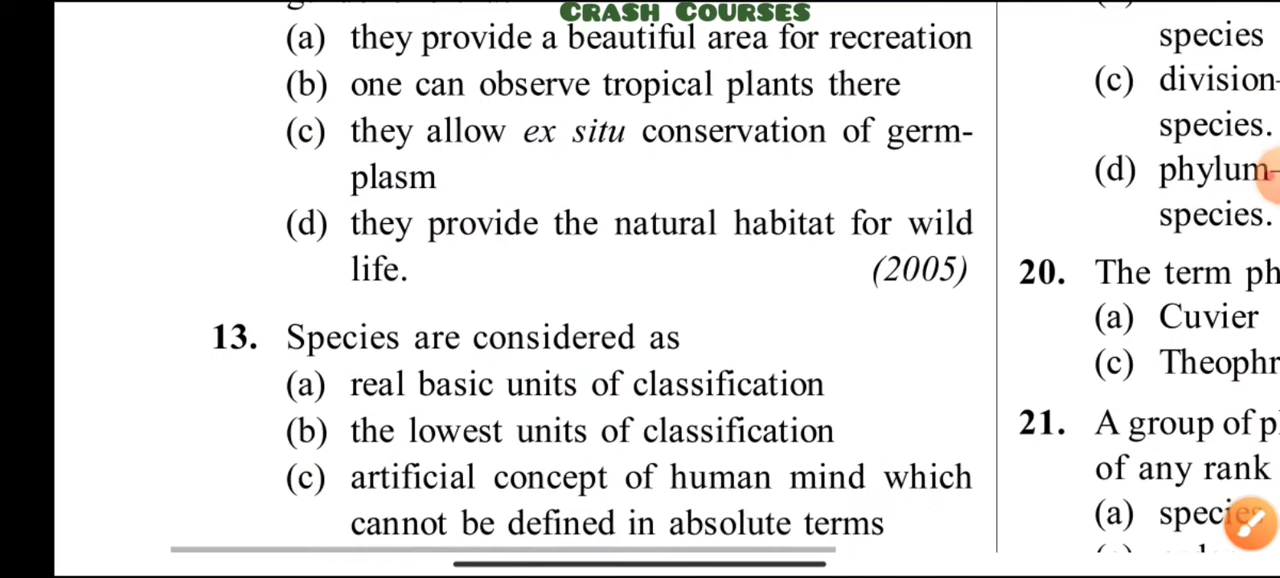 CRASH COURSES
(a) they provide a beautiful area for recreation
(b) one can observe tropical plants there
(c) they allow ex situ conservation of germ-
plasm
(d) they provide the natural habitat for wild
life. (2005)
13. Species are considered as
(a) real basic units of classification
(b) the lowest units of classification
(c) artificial concept of human mind which
cannot be defined in absolute terms
species
(c) division-
species.
(d) phylum-
species.
20. The term
(a) Cuvier
(c)
21. A group of
of any rank
(a)